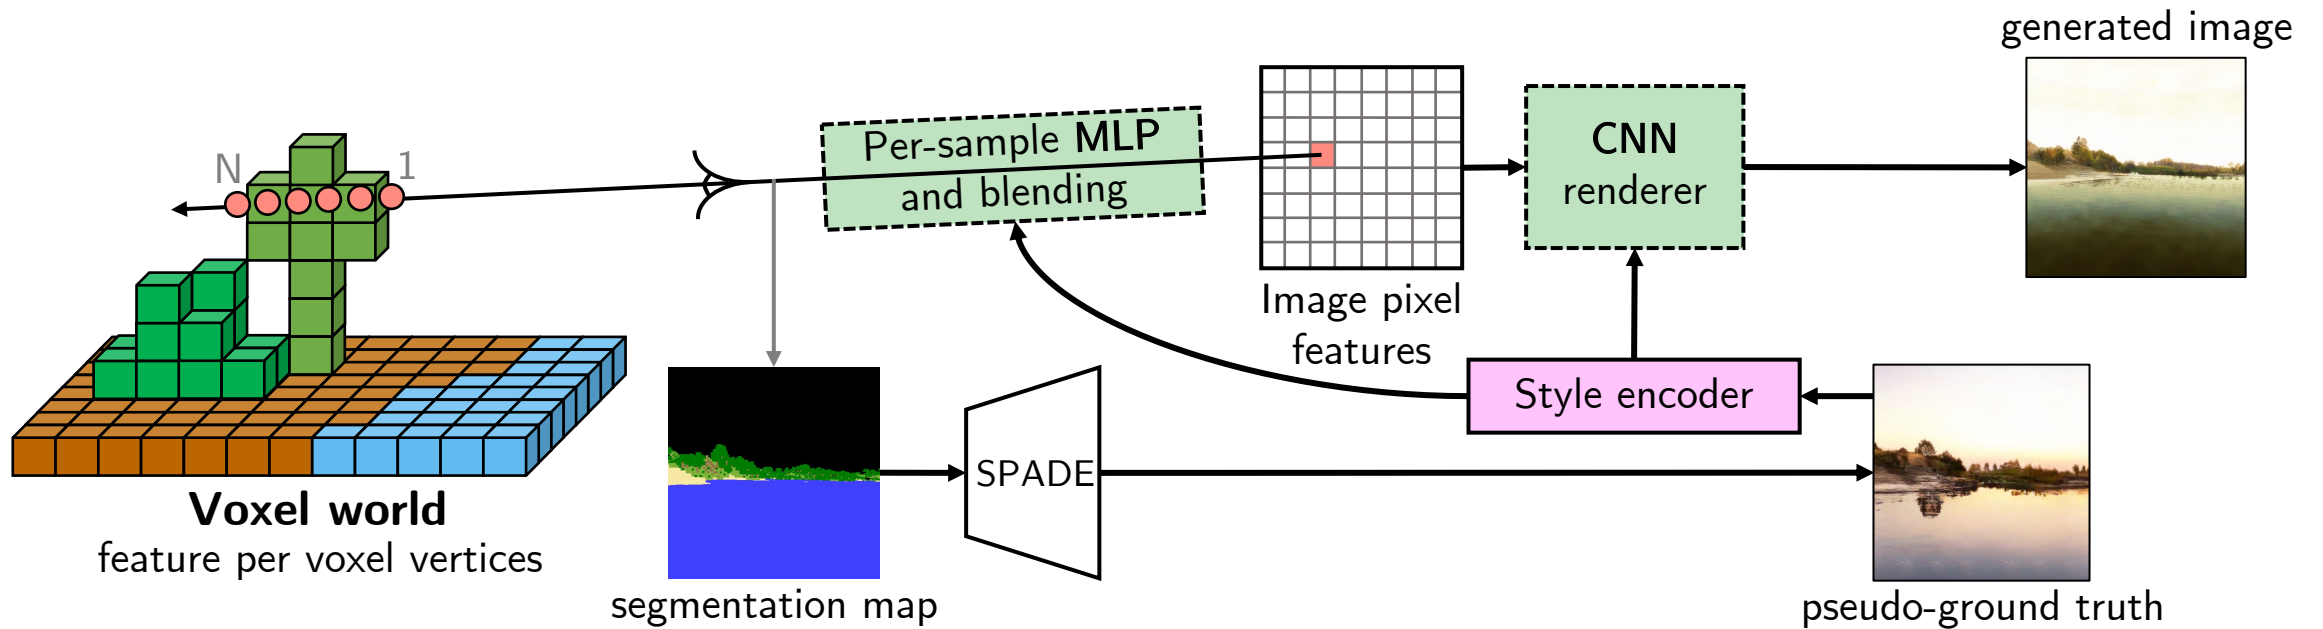 generated image
N
1
Per-sample MLP
and blending
CNN
renderer
Image pixel
features
Style encoder
SPADE
Voxel world
feature per voxel vertices
segmentation map
pseudo-ground truth